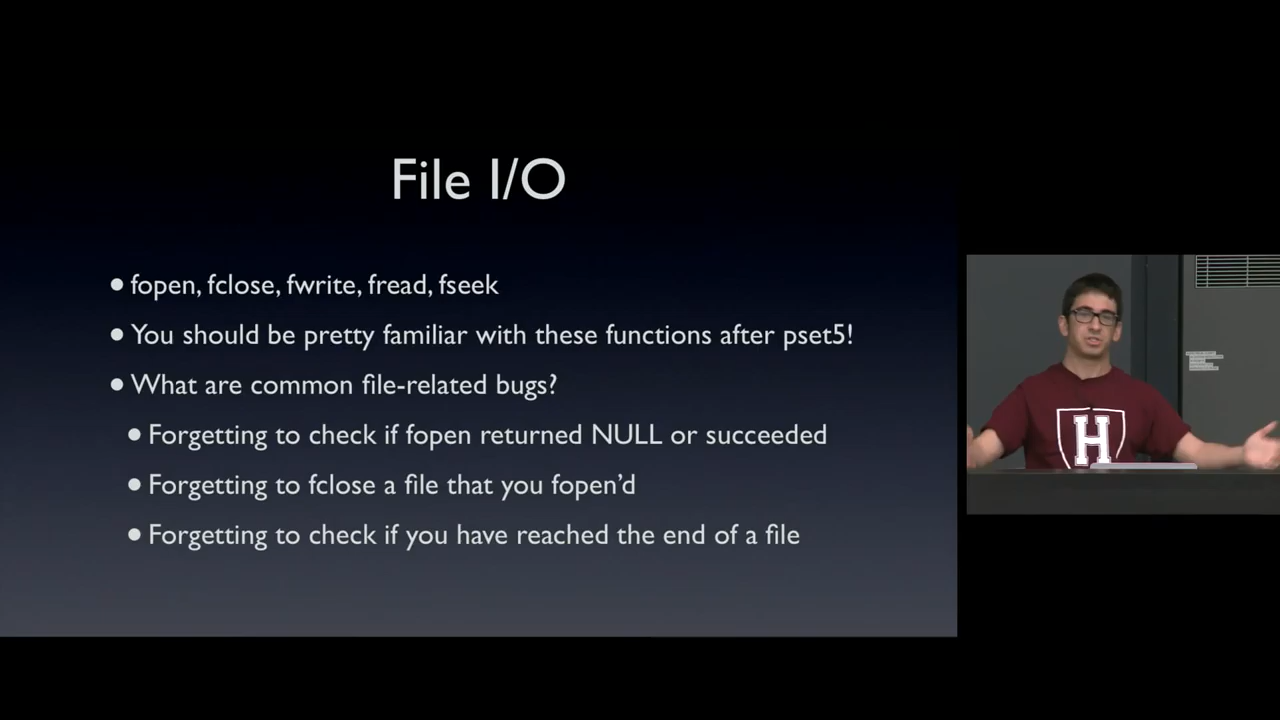 File I/O
• fopen, fclose, fwrite, fread, fseek
• You should be pretty familiar with these functions after pset5!
• What are common file-related bugs?
• Forgetting to check if fopen returned NULL or succeeded
• Forgetting to fclose a file that you fopen’d
• Forgetting to check if you have reached the end of a file
H